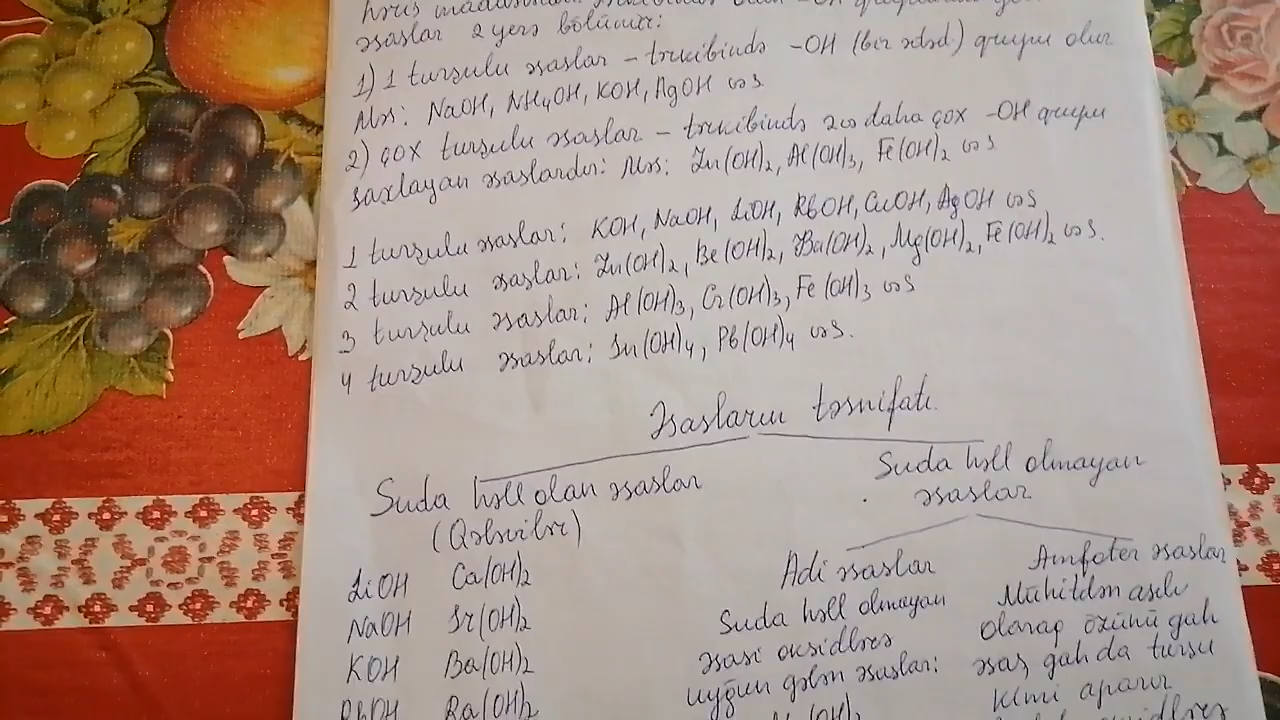 əsaslar 2 yerə bölünür:
1) 1 turşulu əsaslar – trkibində –OH (bir ədəd) qrupu olur
Məs: NaOH, NH4OH, KOH, AgOH və s
2) çox turşulu əsaslar – trkibində 2 və daha çox –OH qrupu
saxlayan əsaslardır: Məs: Zn(OH)2, Al(OH)3, Fe(OH)2 və s
1 turşulu əsaslar: KOH, NaOH, LiOH, RbOH, CuOH, AgOH və s
2 turşulu əsaslar: Zn(OH)2, Be(OH)2, Ba(OH)2, Mg(OH)2, Fe(OH)2 və s.
3 turşulu əsaslar: Al(OH)3, Cr(OH)3, Fe(OH)3 və s
4 turşulu əsaslar: Sn(OH)4, Pb(OH)4 və s.
Əsasların təsnifatı.
Suda həll olan əsaslar
(Qələvilər)
Suda həll olmayan
əsaslar
LiOH Ca(OH)2
NaOH Sr(OH)2
KOH Ba(OH)2
RbOH Ra(OH)2
Adi əsaslar
Suda həll olmayan
əsasi oksidlərə
uyğun gələn əsaslar:
Amfoter əsaslar
Mühitdən asılı
olaraq özünü gah
əsas, gah da turşu
kimi aparır